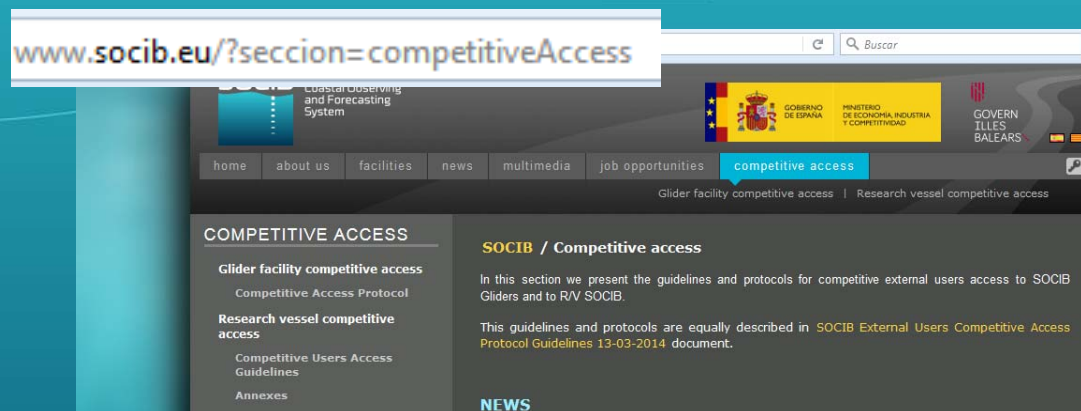 www.socib.eu/?seccion=competitiveAccess
Buscar
Coastal Observing
and Forecasting
System
GOBIERNO
DE ESPAÑA
MINISTERIO
DE ECONOMÍA, INDUSTRIA
Y COMPETITIVIDAD
GOVERN
ILLES
BALEARS
home about us facilities news multimedia job opportunities competitive access
Glider facility competitive access | Research vessel competitive access
COMPETITIVE ACCESS
Glider facility competitive access
Competitive Access Protocol
Research vessel competitive
access
Competitive Users Access
Guidelines
Annexes
SOCIB / Competitive access
In this section we present the guidelines and protocols for competitive external users access to SOCIB
Gliders and to R/V SOCIB.
This guidelines and protocols are equally described in SOCIB External Users Competitive Access
Protocol Guidelines 13-03-2014 document.
NEWS